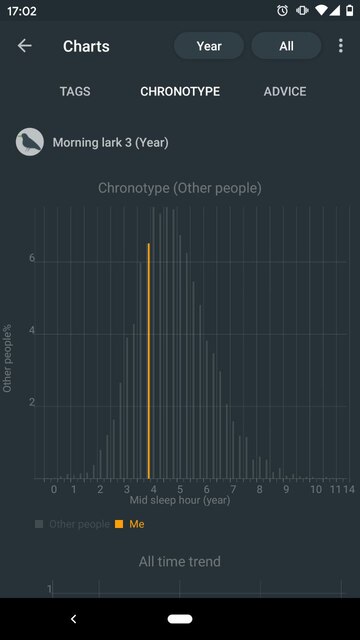 17:02
Charts
Year
All
TAGS
CHRONOTYPE
ADVICE
Morning lark 3 (Year)
Chronotype (Other people)
6
4
2
Other people%
0 1 2 3 4 5 6 7 8 9 10 11 14
Mid sleep hour (year)
Other people Me
All time trend
1